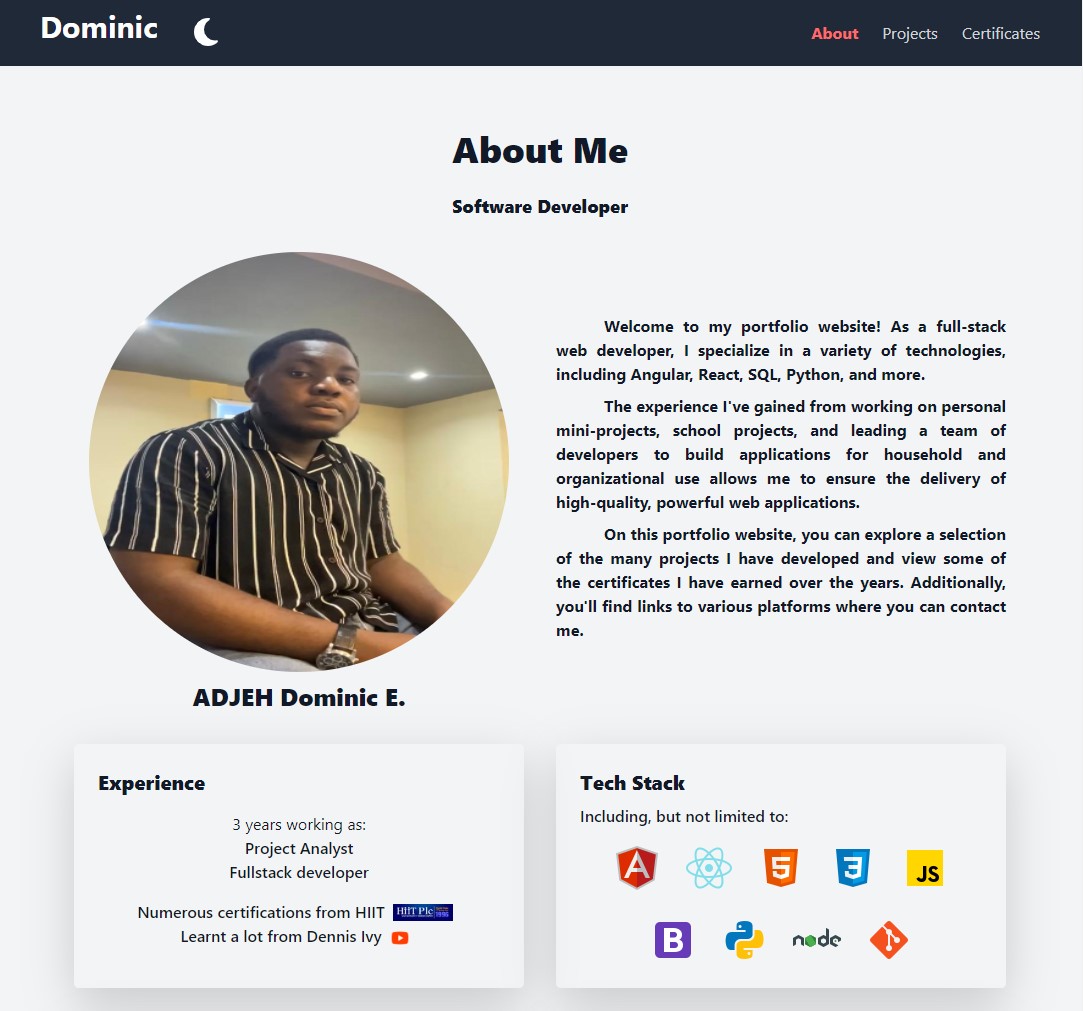 Dominic
About Projects Certificates
About Me
Software Developer
Welcome to my portfolio website! As a full-stack
web developer, I specialize in a variety of technologies,
including Angular, React, SQL, Python, and more.
The experience I've gained from working on personal
mini-projects, school projects, and leading a team of
developers to build applications for household and
organizational use allows me to ensure the delivery of
high-quality, powerful web applications.
On this portfolio website, you can explore a selection
of the many projects I have developed and view some of
the certificates I have earned over the years. Additionally,
you'll find links to various platforms where you can contact
me.
ADJEH Dominic E.
Experience
3 years working as:
Project Analyst
Fullstack developer
Numerous certifications from HIIT HIIT Plc
Learnt a lot from Dennis Ivy
Tech Stack
Including, but not limited to:
A 5 3 JS
B node